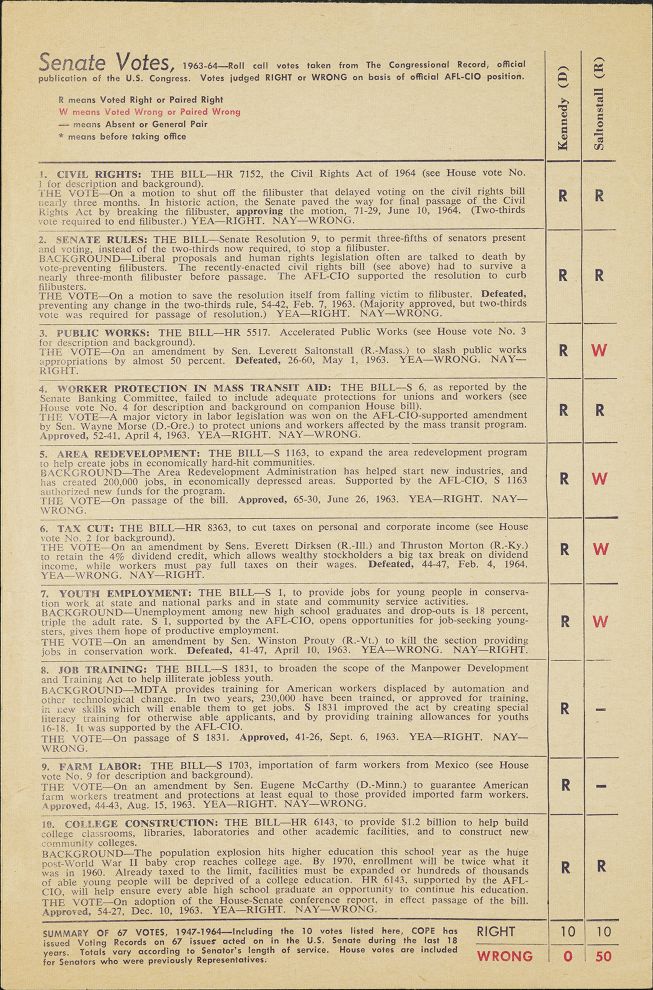 Senate Votes, 1963-64—Roll call votes taken from The Congressional Record, official
publication of the U.S. Congress. Votes judged RIGHT or WRONG on basis of official AFL-CIO position.
R means Voted Right or Paired Right
W means Voted Wrong or Paired Wrong
— means Absent or General Pair
* means before taking office
Kennedy (D)
Saltonstall (R)
1. CIVIL RIGHTS: THE BILL—HR 7152, the Civil Rights Act of 1964 (see House vote No.
1 for description and background).
THE VOTE—On a motion to shut off the filibuster that delayed voting on the civil rights bill
nearly three months. In historic action, the Senate paved the way for final passage of the Civil
Rights Act by breaking the filibuster, approving the motion, 71-29, June 10, 1964. (Two-thirds
vote required to end filibuster.) YEA—RIGHT. NAY—WRONG.
R R
2. SENATE RULES: THE BILL—Senate Resolution 9, to permit three-fifths of senators present
and voting, instead of the two-thirds now required, to stop a filibuster.
BACKGROUND—Liberal proposals and human rights legislation often are talked to death by
vote-preventing filibusters. The recently-enacted civil rights bill (see above) had to survive a
nearly three-month filibuster before passage. The AFL-CIO supported the resolution to curb
filibusters.
THE VOTE—On a motion to save the resolution itself from falling victim to filibuster. Defeated,
preventing any change in the two-thirds rule, 54-42, Feb. 7, 1963. (Majority approved, but two-thirds
vote was required for passage of resolution.) YEA—RIGHT. NAY—WRONG.
R R
3. PUBLIC WORKS: THE BILL—HR 5517. Accelerated Public Works (see House vote No. 3
for description and background).
THE VOTE—On an amendment by Sen. Leverett Saltonstall (R.-Mass.) to slash public works
appropriations by almost 50 percent. Defeated, 26-60, May 1, 1963. YEA—WRONG. NAY—
RIGHT.
R W
4. WORKER PROTECTION IN MASS TRANSIT AID: THE BILL—S 6, as reported by the
Senate Banking Committee, failed to include adequate protections for unions and workers (see
House vote No. 4 for description and background on companion House bill).
THE VOTE—A major victory in labor legislation was won on the AFL-CIO-supported amendment
by Sen. Wayne Morse (D.-Ore.) to protect unions and workers affected by the mass transit program.
Approved, 52-41, April 4, 1963. YEA—RIGHT. NAY—WRONG.
R R
5. AREA REDEVELOPMENT: THE BILL—S 1163, to expand the area redevelopment program
to help create jobs in economically hard-hit communities.
BACKGROUND—The Area Redevelopment Administration has helped start new industries, and
has created 200,000 jobs, in economically depressed areas. Supported by the AFL-CIO, S 1163
authorized new funds for the program.
THE VOTE—On passage of the bill. Approved, 65-30, June 26, 1963. YEA—RIGHT. NAY—
WRONG.
R W
6. TAX CUT: THE BILL—HR 8363, to cut taxes on personal and corporate income (see House
vote No. 2 for background).
THE VOTE—On an amendment by Sens. Everett Dirksen (R.-Ill.) and Thruston Morton (R.-Ky.)
to retain the 4% dividend credit, which allows wealthy stockholders a big tax break on dividend
income, while workers must pay full taxes on their wages. Defeated, 44-47, Feb. 4, 1964.
YEA—WRONG. NAY—RIGHT.
R W
7. YOUTH EMPLOYMENT: THE BILL—S 1, to provide jobs for young people in conserva-
tion work at state and national parks and in state and community service activities.
BACKGROUND—Unemployment among new high school graduates and drop-outs is 18 percent,
triple the adult rate. S 1, supported by the AFL-CIO, opens opportunities for job-seeking young-
sters, gives them hope of productive employment.
THE VOTE—On an amendment by Sen. Winston Prouty (R.-Vt.) to kill the section providing
jobs in conservation work. Defeated, 41-47, April 10, 1963. YEA—WRONG. NAY—RIGHT.
R W
8. JOB TRAINING: THE BILL—S 1831, to broaden the scope of the Manpower Development
and Training Act to help illiterate jobless youth.
BACKGROUND—MDTA provides training for American workers displaced by automation and
other technological change. In two years, 230,000 have been trained, or approved for training,
in new skills which will enable them to get jobs. S 1831 improved the act by creating special
literacy training for otherwise able applicants, and by providing training allowances for youths
16-18. It was supported by the AFL-CIO.
THE VOTE—On passage of S 1831. Approved, 41-26, Sept. 6, 1963. YEA—RIGHT. NAY—
WRONG.
R —
9. FARM LABOR: THE BILL—S 1703, importation of farm workers from Mexico (see House
vote No. 9 for description and background).
THE VOTE—On an amendment by Sen. Eugene McCarthy (D.-Minn.) to guarantee American
farm workers treatment and protections at least equal to those provided imported farm workers.
Approved, 44-43, Aug. 15, 1963. YEA—RIGHT. NAY—WRONG.
R —
10. COLLEGE CONSTRUCTION: THE BILL—HR 6143, to provide $1.2 billion to help build
college classrooms, libraries, laboratories and other academic facilities, and to construct new
community colleges.
BACKGROUND—The population explosion hits higher education this school year as the huge
post-World War II baby crop reaches college age. By 1970, enrollment will be twice what it
was in 1960. Already taxed to the limit, facilities must be expanded or hundreds of thousands
of able young people will be deprived of a college education. HR 6143, supported by the AFL-
CIO, will help ensure every able high school graduate an opportunity to continue his education.
THE VOTE—On adoption of the House-Senate conference report, in effect passage of the bill.
Approved, 54-27, Dec. 10, 1963. YEA—RIGHT. NAY—WRONG.
R R
SUMMARY OF 67 VOTES, 1947-1964—Including the 10 votes listed here, COPE has
issued Voting Records on 67 issues acted on in the U.S. Senate during the last 18
years. Totals vary according to Senator's length of service. House votes are included
for Senators who were previously Representatives.
RIGHT 10 10
WRONG 0 50